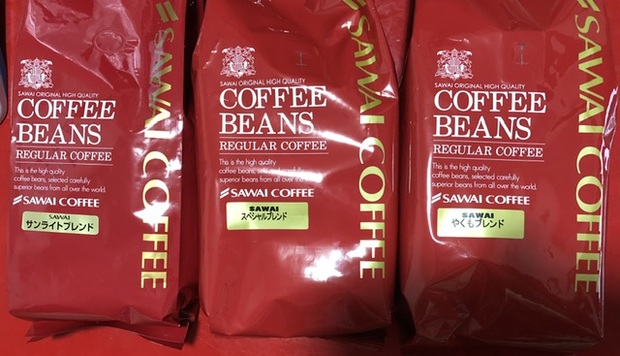 SAWAI ORIGINAL HIGH QUALITY
COFFEE
BEANS
REGULAR COFFEE
This is the high quality
coffee beans, selected carefully
superior beans from all over the world.
SAWAI COFFEE
SAWAI
サンライトブレンド
SAWAI COFFEE
SAWAI ORIGINAL HIGH QUALITY
COFFEE
BEANS
REGULAR COFFEE
This is the high quality
coffee beans, selected carefully
superior beans from all over the world.
SAWAI COFFEE
SAWAI
スペシャルブレンド
SAWAI COFFEE
SAWAI ORIGINAL HIGH QUALITY
COFFEE
BEANS
REGULAR COFFEE
This is the high quality
coffee beans, selected carefully
superior beans from all over the world.
SAWAI COFFEE
SAWAI
やくもブレンド
SAWAI COFFEE